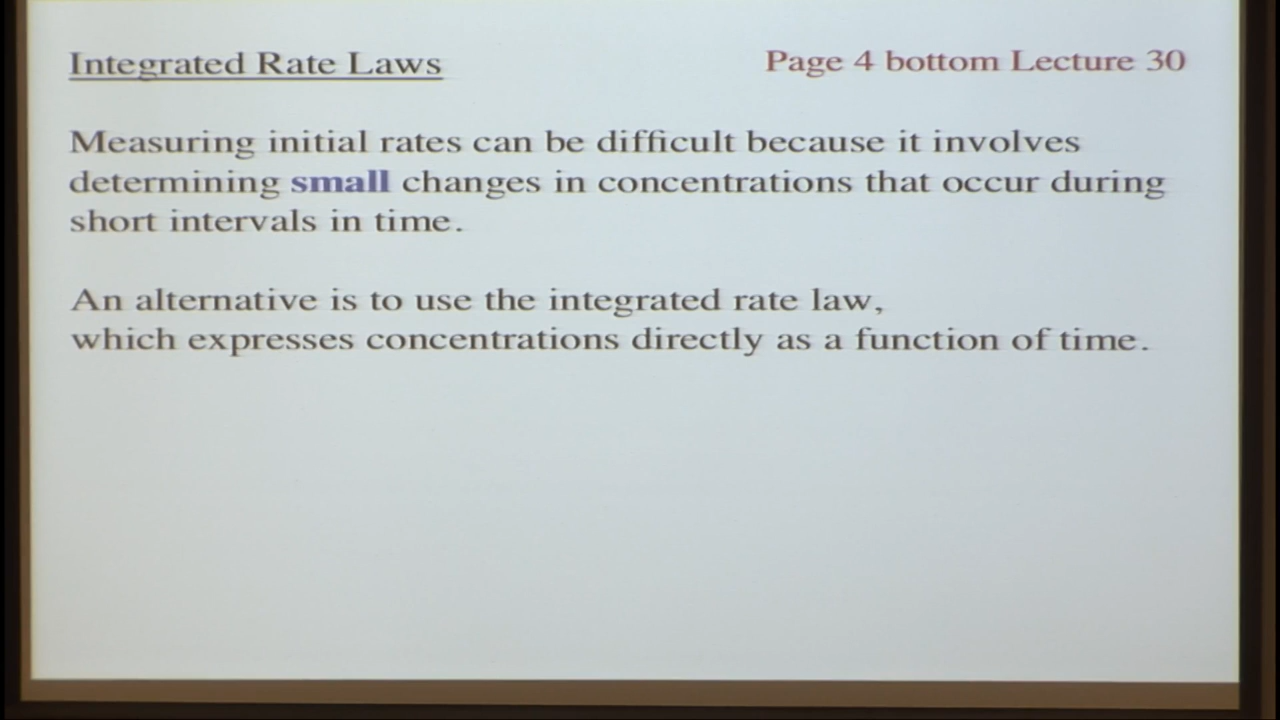 Integrated Rate Laws
Page 4 bottom Lecture 30
Measuring initial rates can be difficult because it involves
determining small changes in concentrations that occur during
short intervals in time.
An alternative is to use the integrated rate law,
which expresses concentrations directly as a function of time.